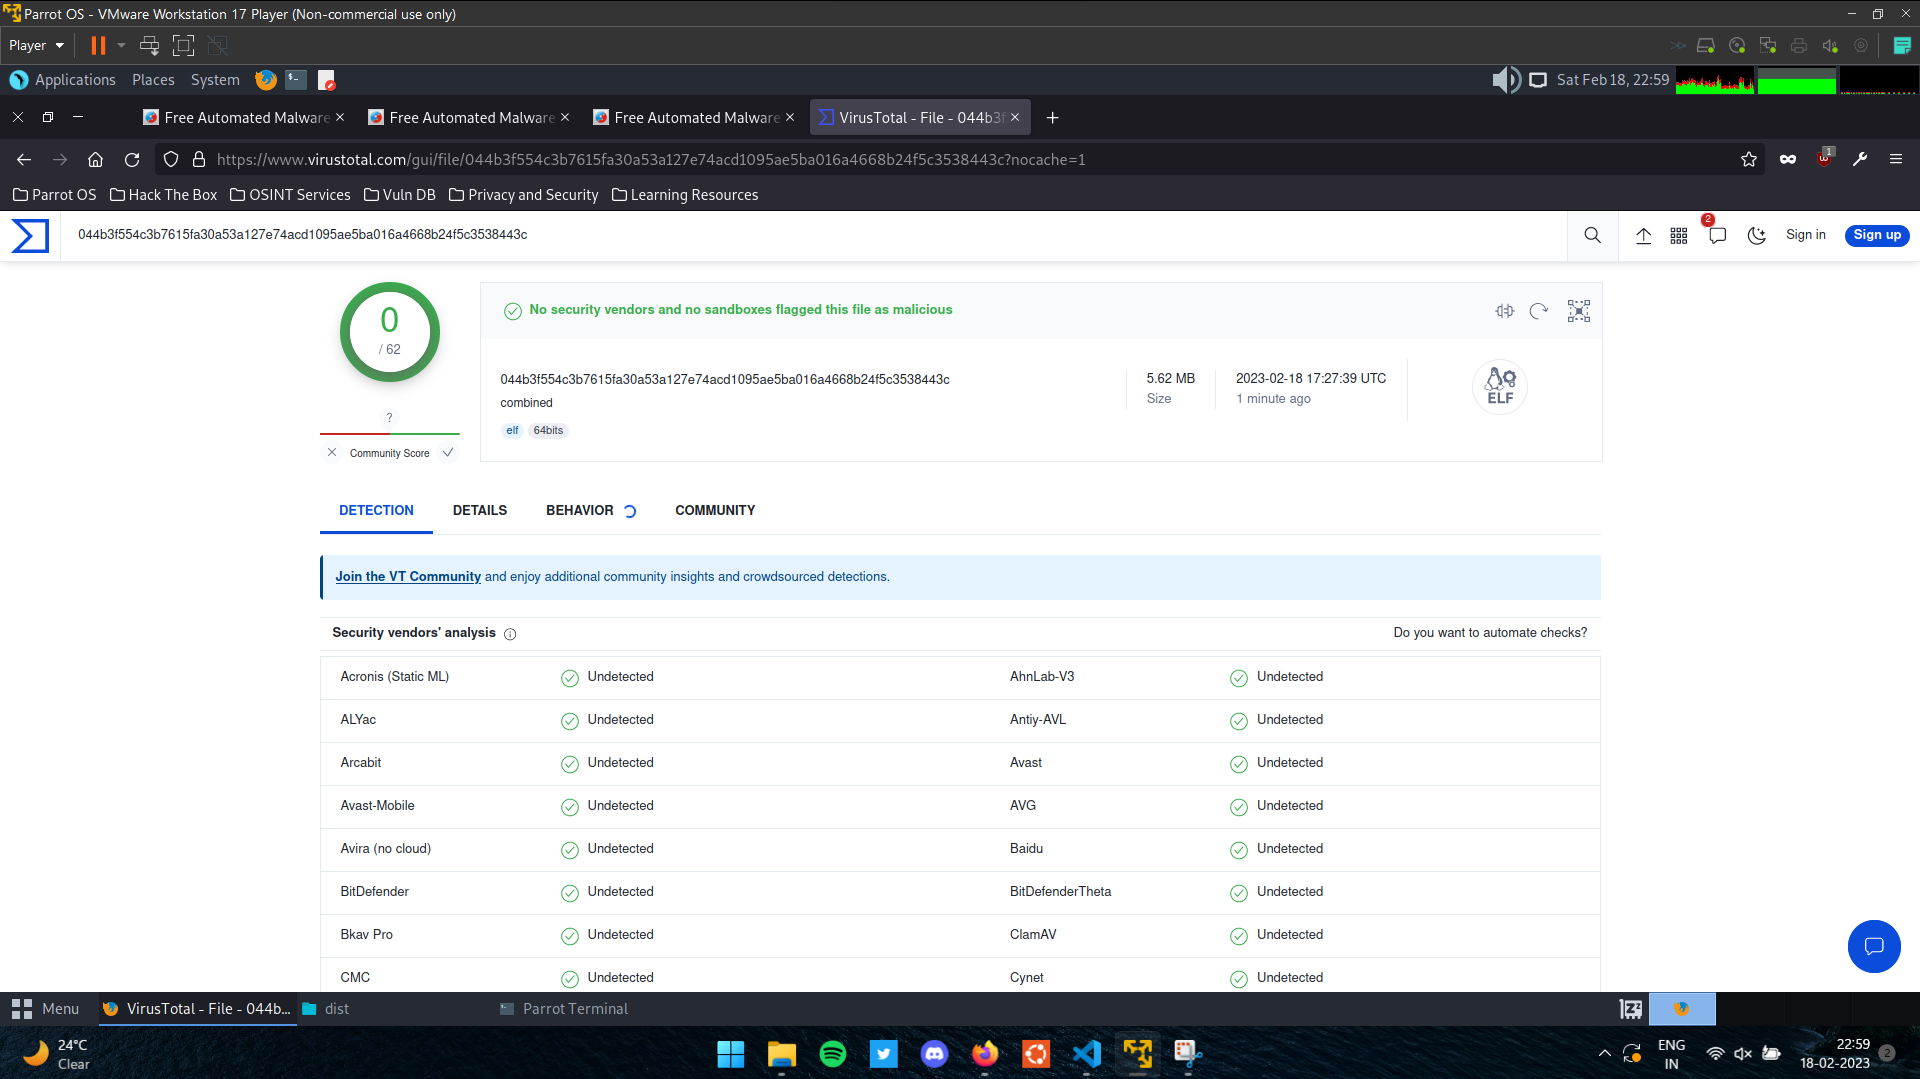 Parrot OS - VMware Workstation 17 Player (Non-commercial use only)
Player
Applications Places System Sat Feb 18, 22:59
Free Automated Malware Free Automated Malware Free Automated Malware VirusTotal - File - 044b3f
https://www.virustotal.com/gui/file/044b3f554c3b7615fa30a53a127e74acd1095ae5ba016a4668b24f5c3538443c?nocache=1 1
Parrot OS Hack The Box OSINT Services Vuln DB Privacy and Security Learning Resources
044b3f554c3b7615fa30a53a127e74acd1095ae5ba016a4668b24f5c3538443c 2 Sign in Sign up
0
/ 62
No security vendors and no sandboxes flagged this file as malicious
044b3f554c3b7615fa30a53a127e74acd1095ae5ba016a4668b24f5c3538443c
combined
elf 64bits
5.62 MB
Size
2023-02-18 17:27:39 UTC
1 minute ago
ELF
?
Community Score
DETECTION DETAILS BEHAVIOR COMMUNITY
Join the VT Community and enjoy additional community insights and crowdsourced detections.
Security vendors' analysis Do you want to automate checks?
Acronis (Static ML) Undetected AhnLab-V3 Undetected
ALYac Undetected Antiy-AVL Undetected
Arcabit Undetected Avast Undetected
Avast-Mobile Undetected AVG Undetected
Avira (no cloud) Undetected Baidu Undetected
BitDefender Undetected BitDefenderTheta Undetected
Bkav Pro Undetected ClamAV Undetected
CMC Undetected Cynet Undetected
Menu VirusTotal - File - 044b... dist Parrot Terminal
24°C
Clear
ENG
IN
22:59
18-02-2023
2